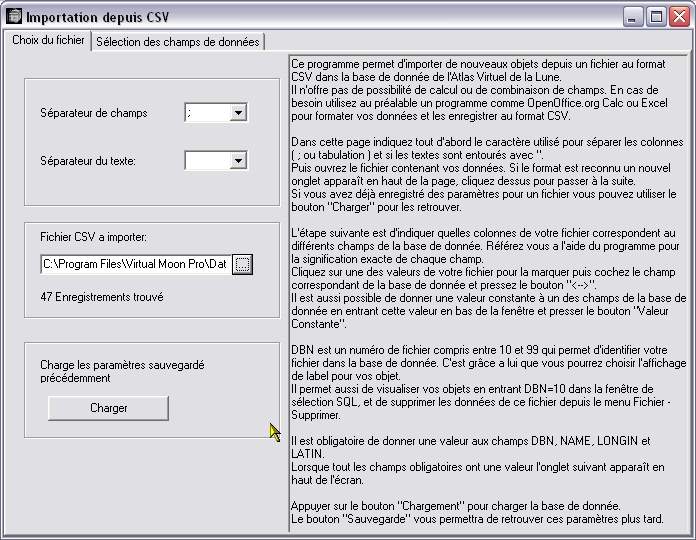 Importation depuis CSV
Choix du fichier
Sélection des champs de données
Séparateur de champs
;
Séparateur du texte:
Fichier CSV a importer:
C:\Program Files\Virtual Moon Pro\Dat
...
47 Enregistrements trouvé
Charge les paramètres sauvegardé
précédemment
Charger
Ce programme permet d'importer de nouveaux objets depuis un fichier au format
CSV dans la base de donnée de l'Atlas Virtuel de la Lune.
Il n'offre pas de possibilité de calcul ou de combinaison de champs. En cas de
besoin utilisez au préalable un programme comme OpenOffice.org Calc ou Excel
pour formater vos données et les enregistrer au format CSV.
Dans cette page indiquez tout d'abord le caractère utilisé pour séparer les colonnes
( ; ou tabulation ) et si les textes sont entourés avec ".
Puis ouvrez le fichier contenant vos données. Si le format est reconnu un nouvel
onglet apparaît en haut de la page, cliquez dessus pour passer à la suite.
Si vous avez déjà enregistré des paramètres pour un fichier vous pouvez utiliser le
bouton "Charger" pour les retrouver.
L'étape suivante est d'indiquer quelles colonnes de votre fichier correspondent au
différents champs de la base de donnée. Référez vous a l'aide du programme pour
la signification exacte de chaque champ.
Cliquez sur une des valeurs de votre fichier pour la marquer puis cochez le champ
correspondant de la base de donnée et pressez le bouton "<-->".
Il est aussi possible de donner une valeur constante à un des champs de la base de
donnée en entrant cette valeur en bas de la fenêtre et presser le bouton "Valeur
Constante".
DBN est un numéro de fichier compris entre 10 et 99 qui permet d'identifier votre
fichier dans la base de donnée. C'est grâce a lui que vous pourrez choisir l'affichage
de label pour vos objet.
Il permet aussi de visualiser vos objets en entrant DBN=10 dans la fenêtre de
sélection SQL, et de supprimer les données de ce fichier depuis le menu Fichier -
Supprimer.
Il est obligatoire de donner une valeur aux champs DBN, NAME, LONGIN et
LATIN.
Lorsque tout les champs obligatoires ont une valeur l'onglet suivant apparaît en
haut de l'écran.
Appuyer sur le bouton "Chargement" pour charger la base de donnée.
Le bouton "Sauvegarde" vous permettra de retrouver ces paramètres plus tard.